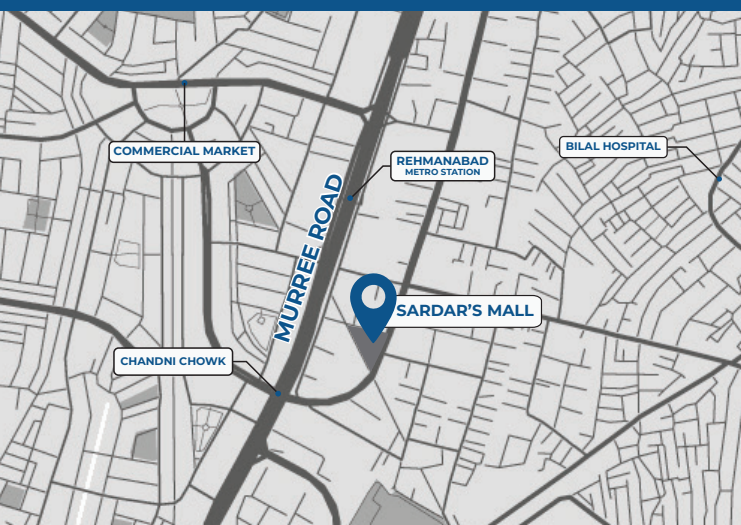 COMMERCIAL MARKET
REHMANABAD
METRO STATION
BILAL HOSPITAL
MURREE ROAD
SARDAR'S MALL
CHANDNI CHOWK